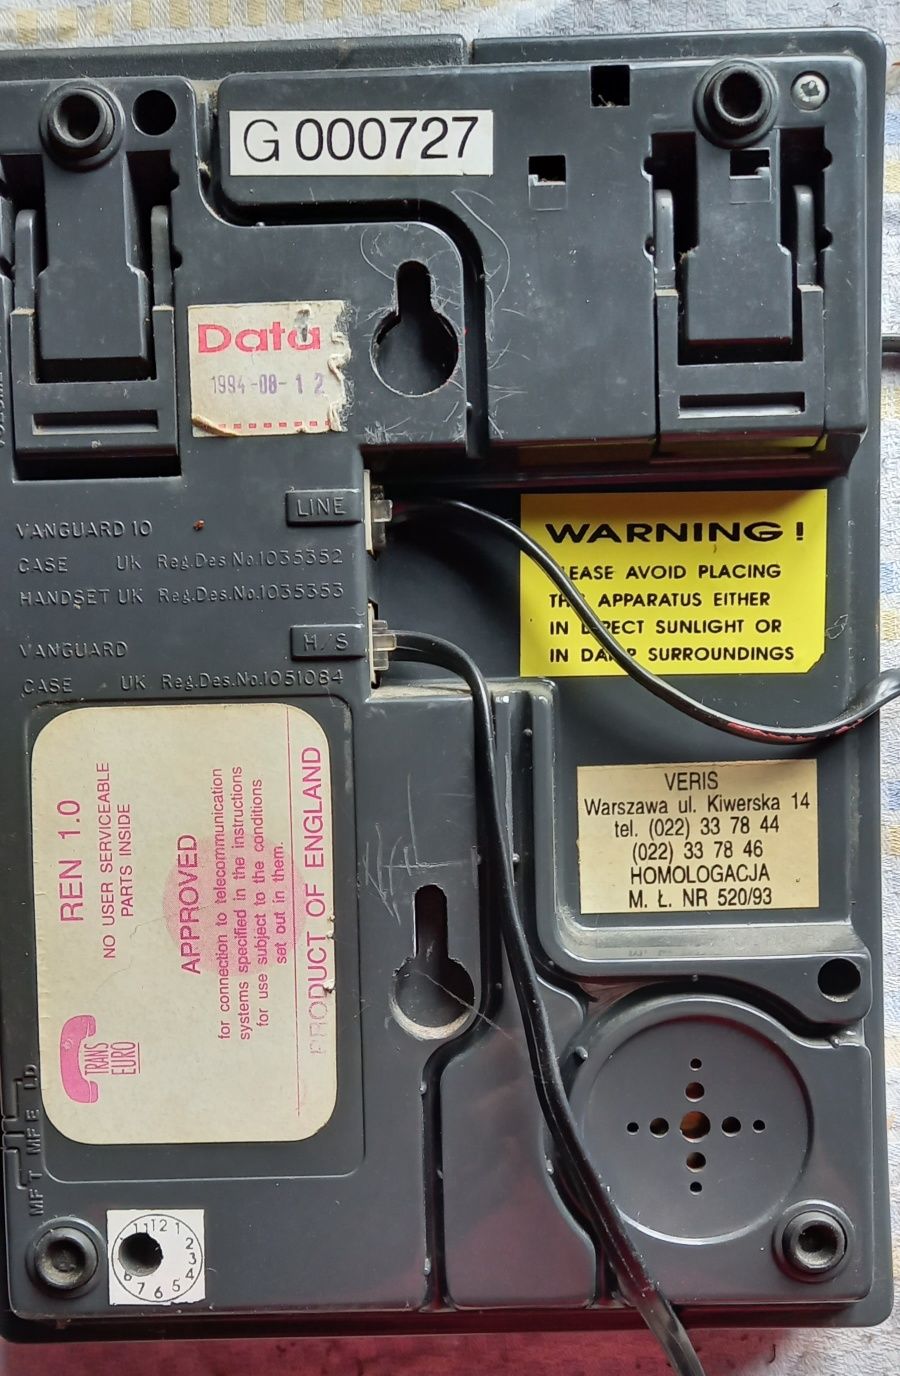 G 000727
Data
1994-08-12
LINE
VANGUARD 10
CASE UK Reg.Des.No.1035352
HANDSET UK Reg.Des.No.1035353
H/S
VANGUARD
CASE UK Reg.Des.No.1051084
WARNING!
EASE AVOID PLACING
APPARATUS EITHER
IN SUNLIGHT OR
IN SURROUNDINGS
VERIS
Warszawa ul. Kiwerska 14
tel. (022) 33 78 44
(022) 33 78 46
HOMOLOGACJA
M. Ł. NR 520/93
REN 1.0
NO USER SERVICEABLE
PARTS INSIDE
APPROVED
for connection to telecommunication
systems specified in the instructions
for use subject to the conditions
set out in them.
PRODUCT OF ENGLAND
TRANS
EURO
MF T MF E LD
11 12 1
2
3
4
5
6
7